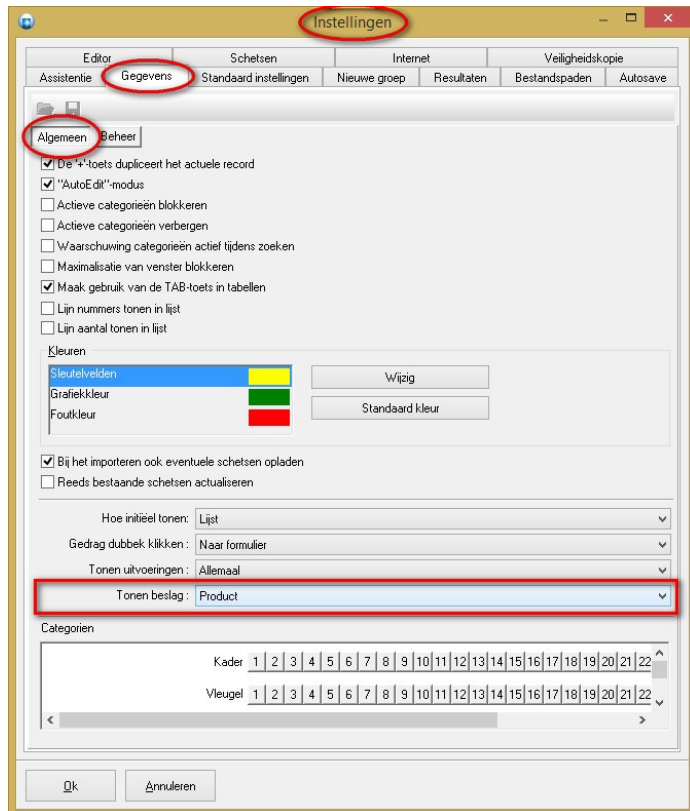 Instellingen
Editor Schetsen Internet Veiligheidskopie
Assistentie Gegevens Standaard instellingen Nieuwe groep Resultaten Bestandspaden Autosave
Algemeen Beheer
De '+'-toets dupliceert het actuele record
"AutoEdit"-modus
Actieve categorieën blokkeren
Actieve categorieën verbergen
Waarschuwing categorieën actief tijdens zoeken
Maximalisatie van venster blokkeren
Maak gebruik van de TAB-toets in tabellen
Lijn nummers tonen in lijst
Lijn aantal tonen in lijst
Kleuren
Sleutelvelden
Wijzig
Grafiekkleur
Standaard kleur
Foutkleur
Bij het importeren ook eventuele schetsen opladen
Reeds bestaande schetsen actualiseren
Hoe initiëel tonen: Lijst
Gedrag dubbek klikken : Naar formulier
Tonen uitvoeringen : Allemaal
Tonen beslag : Product
Categorien
Kader 1 2 3 4 5 6 7 8 9 10 11 12 13 14 15 16 17 18 19 20 21 22
Vleugel 1 2 3 4 5 6 7 8 9 10 11 12 13 14 15 16 17 18 19 20 21 22
Ok Annuleren